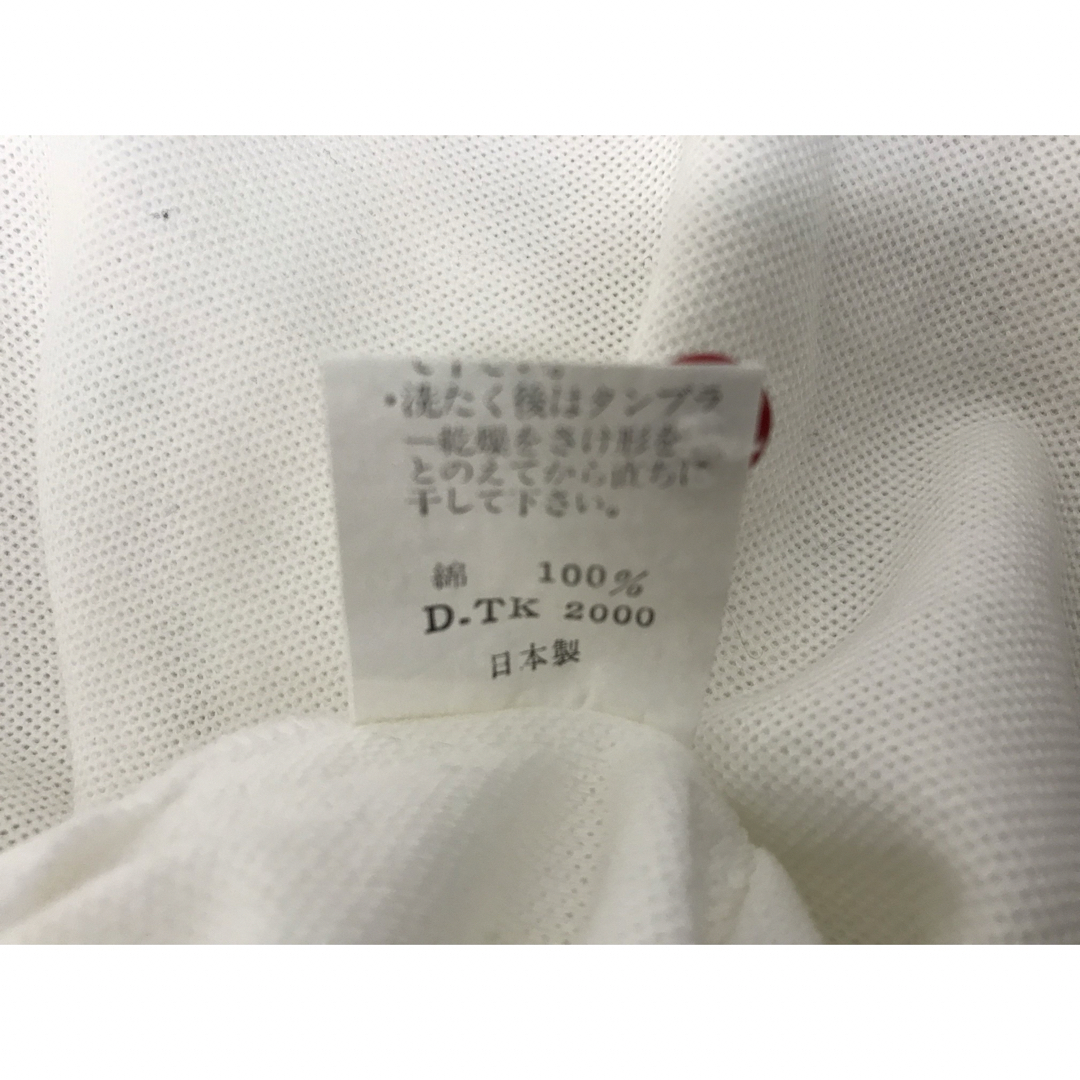 ・洗たく後はタンブラ
ー乾燥をさけ形を
とのえてから直ちに
干して下さい。
綿 100%
D.TK 2000
日本製